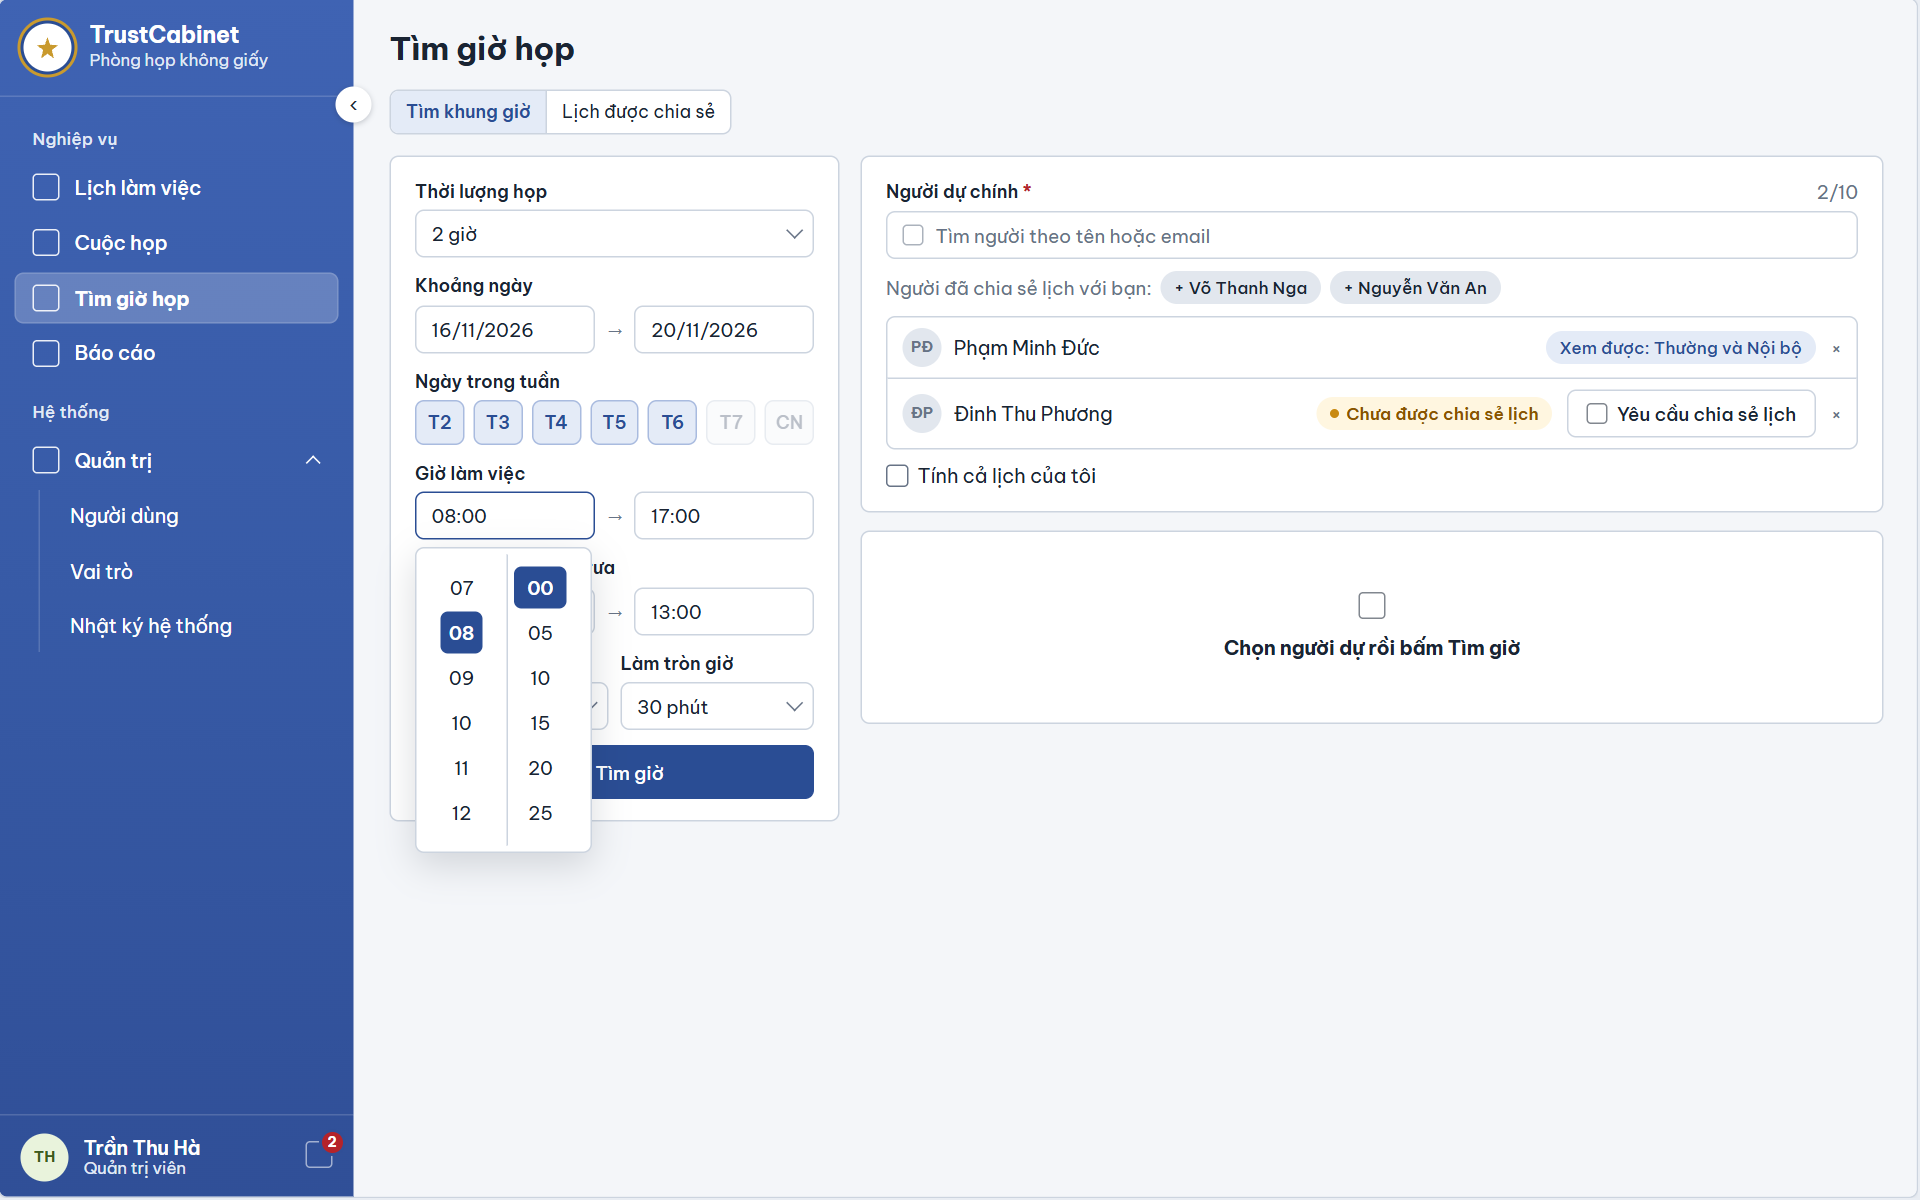 TrustCabinet
Phòng họp không giấy
Nghiệp vụ
Lịch làm việc
Cuộc họp
Tìm giờ họp
Báo cáo
Hệ thống
Quản trị
Người dùng
Vai trò
Nhật ký hệ thống
TH
Trần Thu Hà
Quản trị viên
2
Tìm giờ họp
Tìm khung giờ
Lịch được chia sẻ
Thời lượng họp
2 giờ
Khoảng ngày
16/11/2026 → 20/11/2026
Ngày trong tuần
T2 T3 T4 T5 T6 T7 CN
Giờ làm việc
08:00 → 17:00
07 00
08 05
09 10
10 15
11 20
12 25
→ 13:00
Làm tròn giờ
30 phút
Tìm giờ
Người dự chính *
2/10
Tìm người theo tên hoặc email
Người đã chia sẻ lịch với bạn: + Võ Thanh Nga + Nguyễn Văn An
PĐ Phạm Minh Đức Xem được: Thường và Nội bộ ×
ĐP Đinh Thu Phương Chưa được chia sẻ lịch Yêu cầu chia sẻ lịch ×
Tính cả lịch của tôi
Chọn người dự rồi bấm Tìm giờ